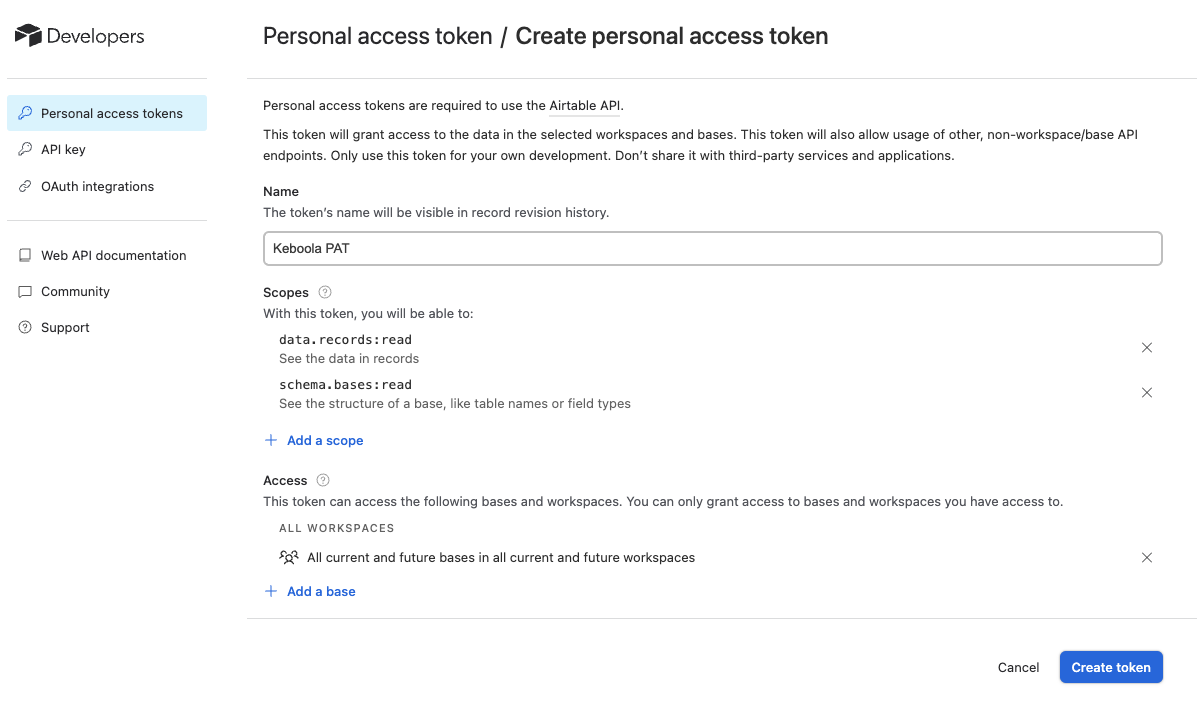 Developers
Personal access tokens
API key
OAuth integrations
Web API documentation
Community
Support
Personal access token / Create personal access token
Personal access tokens are required to use the Airtable API.
This token will grant access to the data in the selected workspaces and bases. This token will also allow usage of other, non-workspace/base API
endpoints. Only use this token for your own development. Don’t share it with third-party services and applications.
Name
The token’s name will be visible in record revision history.
Keboola PAT
Scopes ?
With this token, you will be able to:
data.records:read
See the data in records
schema.bases:read
See the structure of a base, like table names or field types
+ Add a scope
Access ?
This token can access the following bases and workspaces. You can only grant access to bases and workspaces you have access to.
ALL WORKSPACES
All current and future bases in all current and future workspaces
+ Add a base
Cancel
Create token